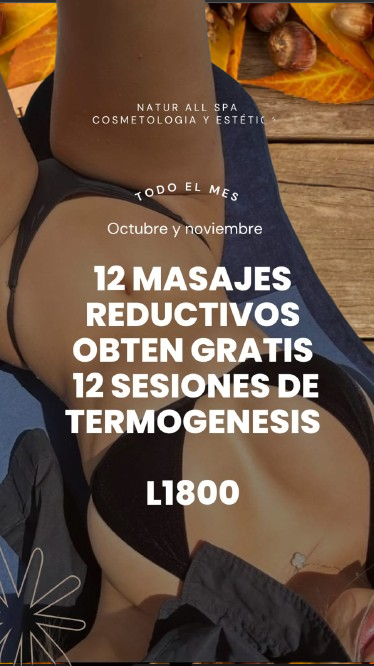 NATUR ALL SPA
COSMETOLOGIA Y ESTÉTICA
TODO EL MES
Octubre y noviembre
12 MASAJES
REDUCTIVOS
OBTEN GRATIS
12 SESIONES DE
TERMOGENESIS
L1800